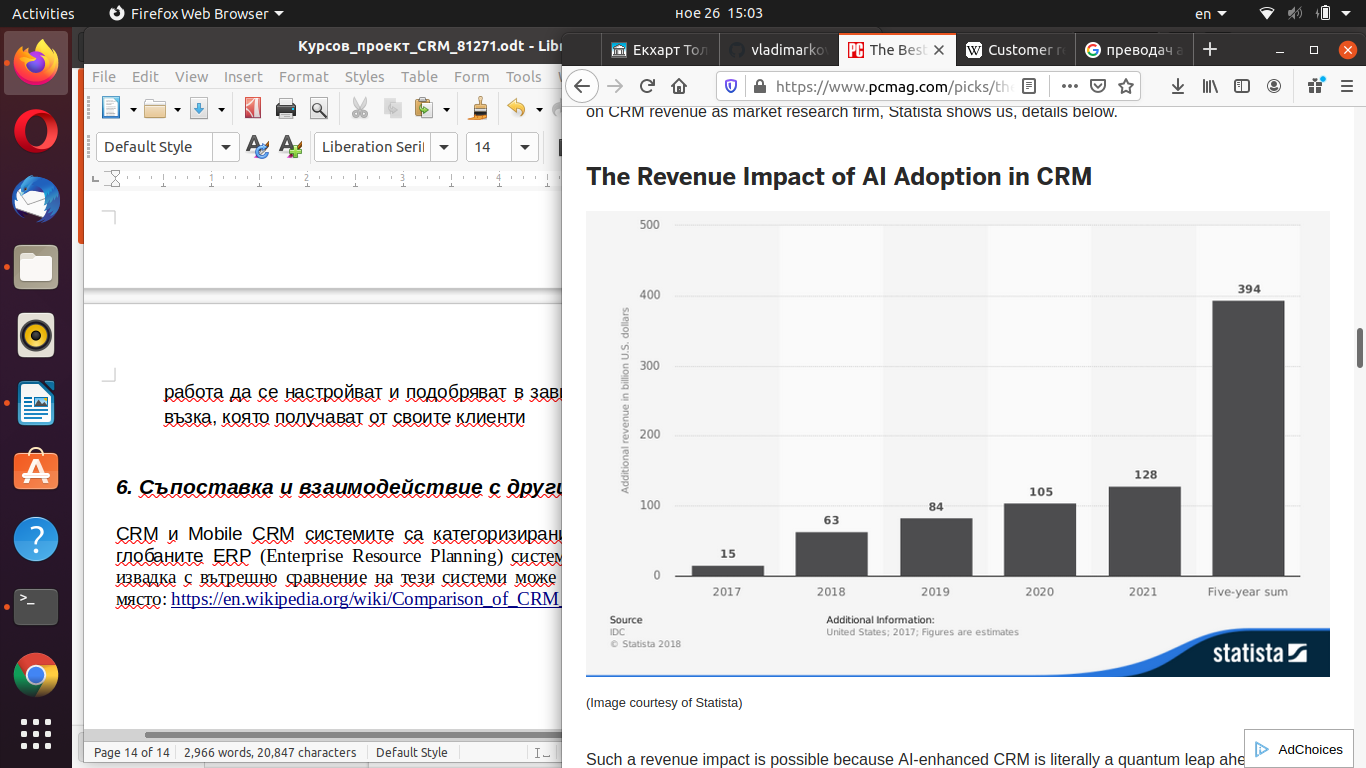 Activities
Firefox Web Browser
ное 26 15:03
en
Курсов_проект_CRM_81271.odt - Libr
File Edit View Insert Format Styles Table Form Tools
Default Style
Liberation Seri
14
1 2 3 4
работа да се настройват и подобряват в
възка, която получават от своите клиенти
6. Съпоставка и взаимодействие с други
CRM и Mobile CRM системите са категоризирани
глобаните ERP (Enterprise Resource Planning) систем
извадка с вътрешно сравнение на тези системи може
място: https://en.wikipedia.org/wiki/Comparison_of_CRM_
Page 14 of 14
2,966 words, 20,847 characters
Default Style
Екхарт Тол
vladimarko
The Best
Customer re
преводач а
https://www.pcmag.com/picks/the
on CRM revenue as market research firm, Statista shows us, details below.
The Revenue Impact of AI Adoption in CRM
Additional revenue in billion U.S. dollars
500
400
300
200
100
0
15
63
84
105
128
394
2017 2018 2019 2020 2021 Five-year sum
Source
IDC
© Statista 2018
Additional Information:
United States; 2017; Figures are estimates
statista
(Image courtesy of Statista)
Such a revenue impact is possible because AI-enhanced CRM is literally a quantum leap ahe
AdChoices